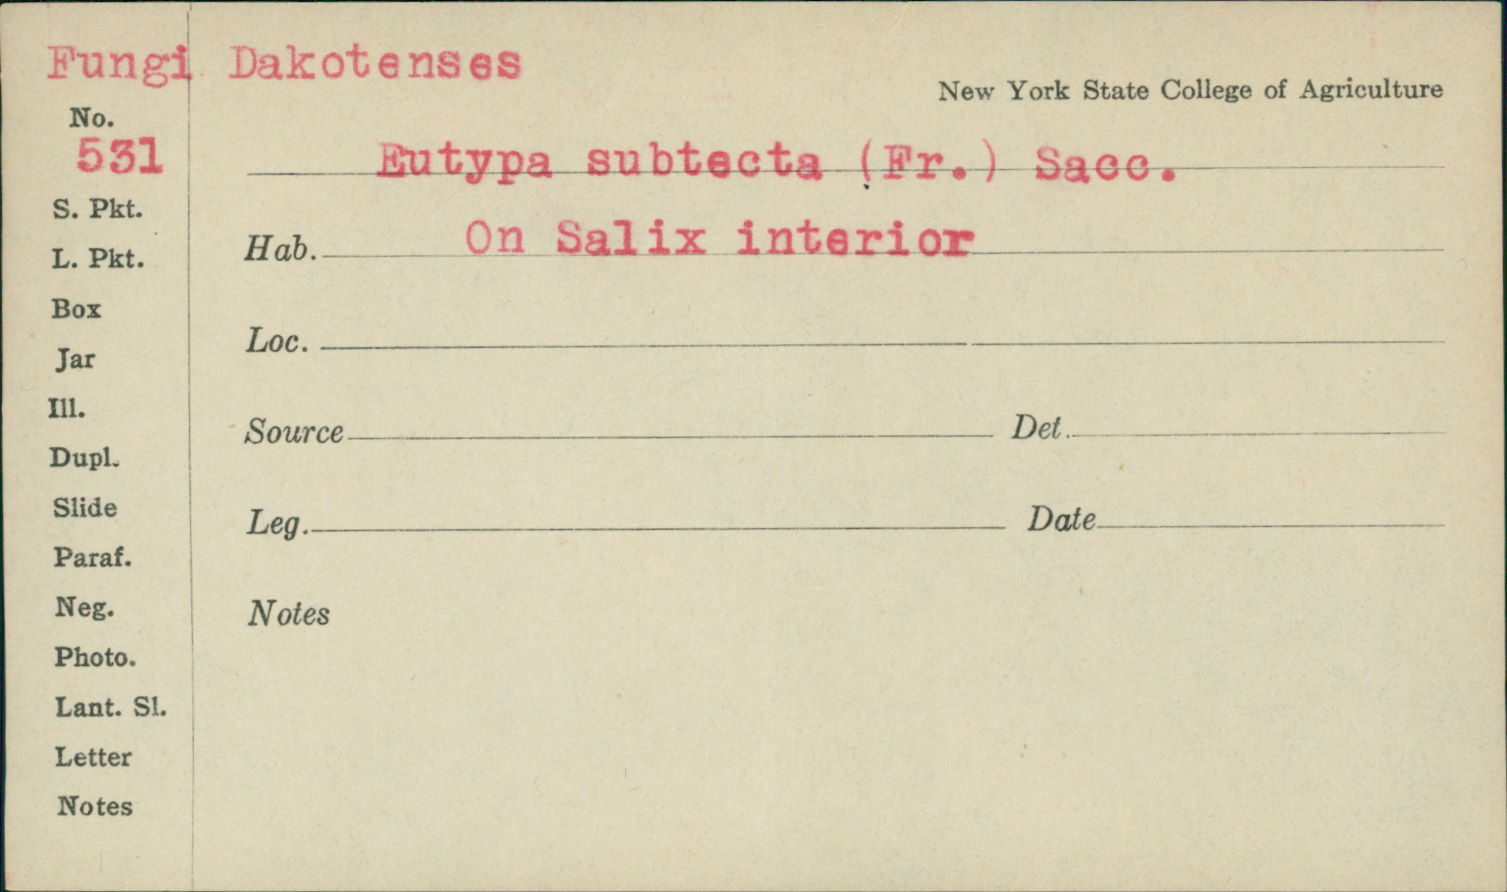 Fungi Dakotenses
New York State College of Agriculture
No.
531
Eutypa subtecta (Fr.) Sacc.
S. Pkt.
Hab. On Salix interior
L. Pkt.
Box
Loc.
Jar
Ill.
Source Det.
Dupl.
Slide
Leg. Date
Paraf.
Neg.
Notes
Photo.
Lant. Sl.
Letter
Notes